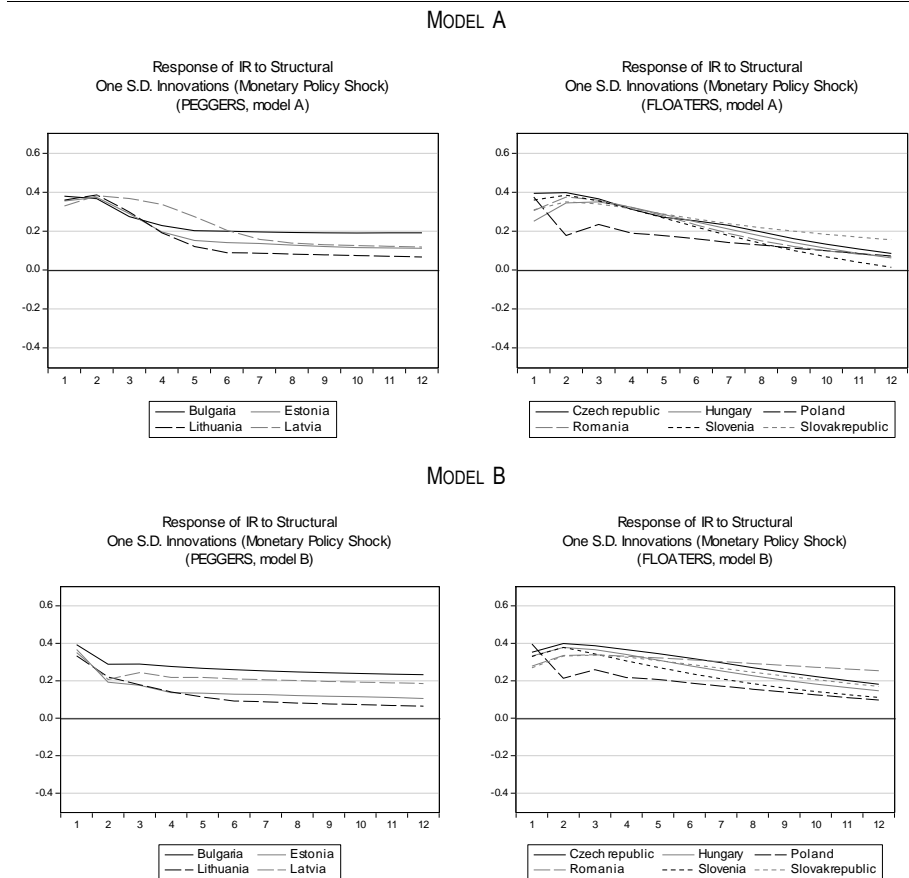 MODEL A
Response of IR to Structural
One S.D. Innovations (Monetary Policy Shock)
(PEGGERS, model A)
0.6
0.4
0.2
0.0
-0.2
-0.4
1 2 3 4 5 6 7 8 9 10 11 12
Bulgaria Estonia
Lithuania Latvia
Response of IR to Structural
One S.D. Innovations (Monetary Policy Shock)
(FLOATERS, model A)
0.6
0.4
0.2
0.0
-0.2
-0.4
1 2 3 4 5 6 7 8 9 10 11 12
Czech republic Hungary Poland
Romania Slovenia Slovak republic
MODEL B
Response of IR to Structural
One S.D. Innovations (Monetary Policy Shock)
(PEGGERS, model B)
0.6
0.4
0.2
0.0
-0.2
-0.4
1 2 3 4 5 6 7 8 9 10 11 12
Bulgaria Estonia
Lithuania Latvia
Response of IR to Structural
One S.D. Innovations (Monetary Policy Shock)
(FLOATERS, model B)
0.6
0.4
0.2
0.0
-0.2
-0.4
1 2 3 4 5 6 7 8 9 10 11 12
Czech republic Hungary Poland
Romania Slovenia Slovak republic